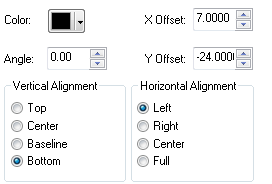 Color: X Offset: 7.0000
Angle: 0.00 Y Offset: -24.000
Vertical Alignment Horizontal Alignment
Top Left
Center Right
Baseline Center
Bottom Full